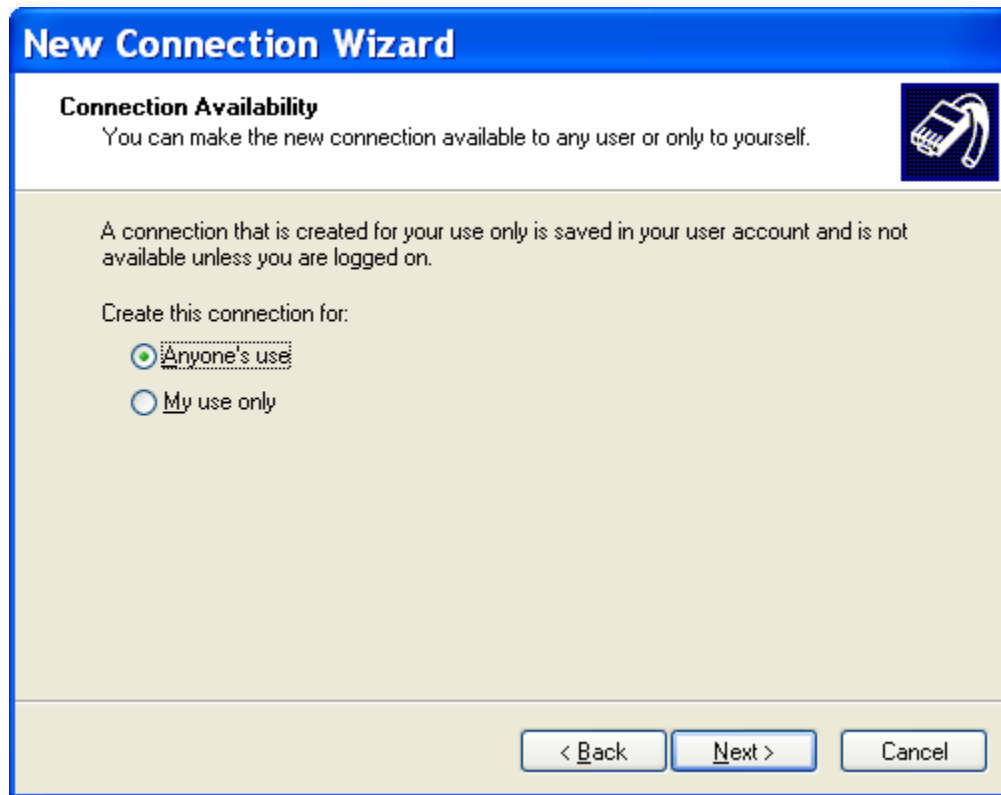 New Connection Wizard
Connection Availability
You can make the new connection available to any user or only to yourself.
A connection that is created for your use only is saved in your user account and is not
available unless you are logged on.
Create this connection for:
Anyone's use
My use only
< Back Next > Cancel